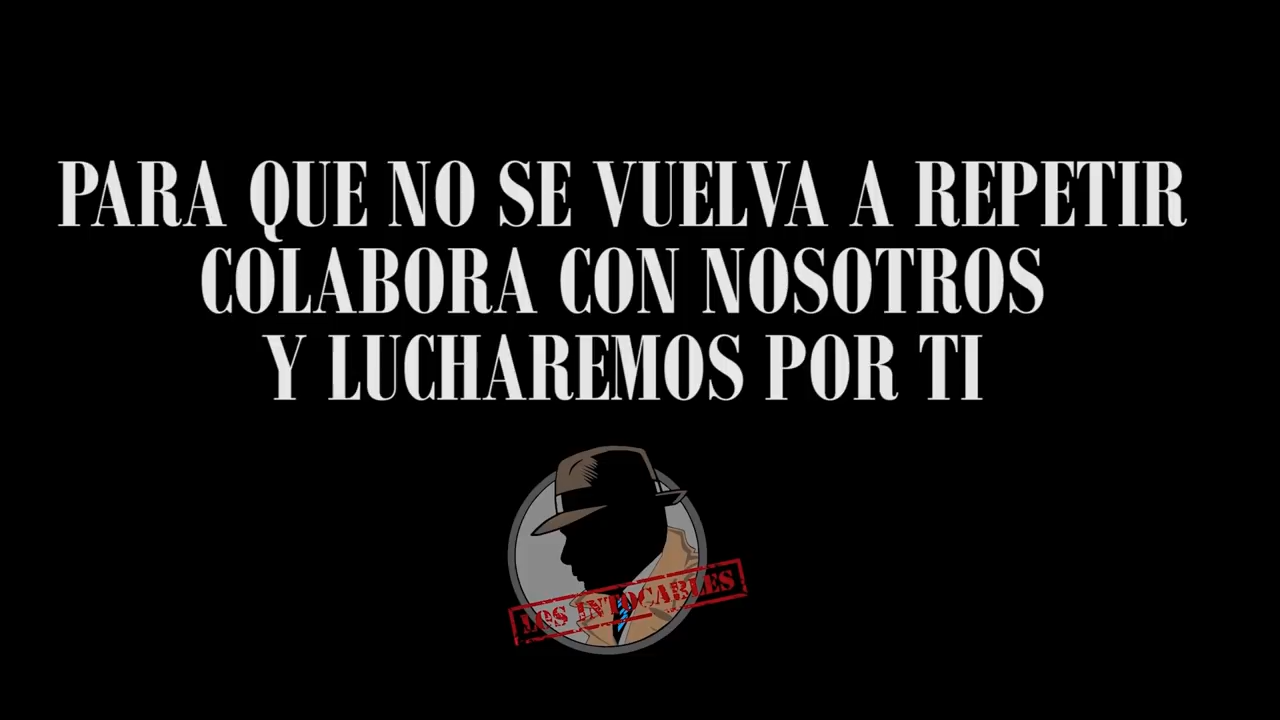 PARA QUE NO SE VUELVA A REPETIR
COLABORA CON NOSOTROS
Y LUCHAREMOS POR TI
LOS INTOCABLES